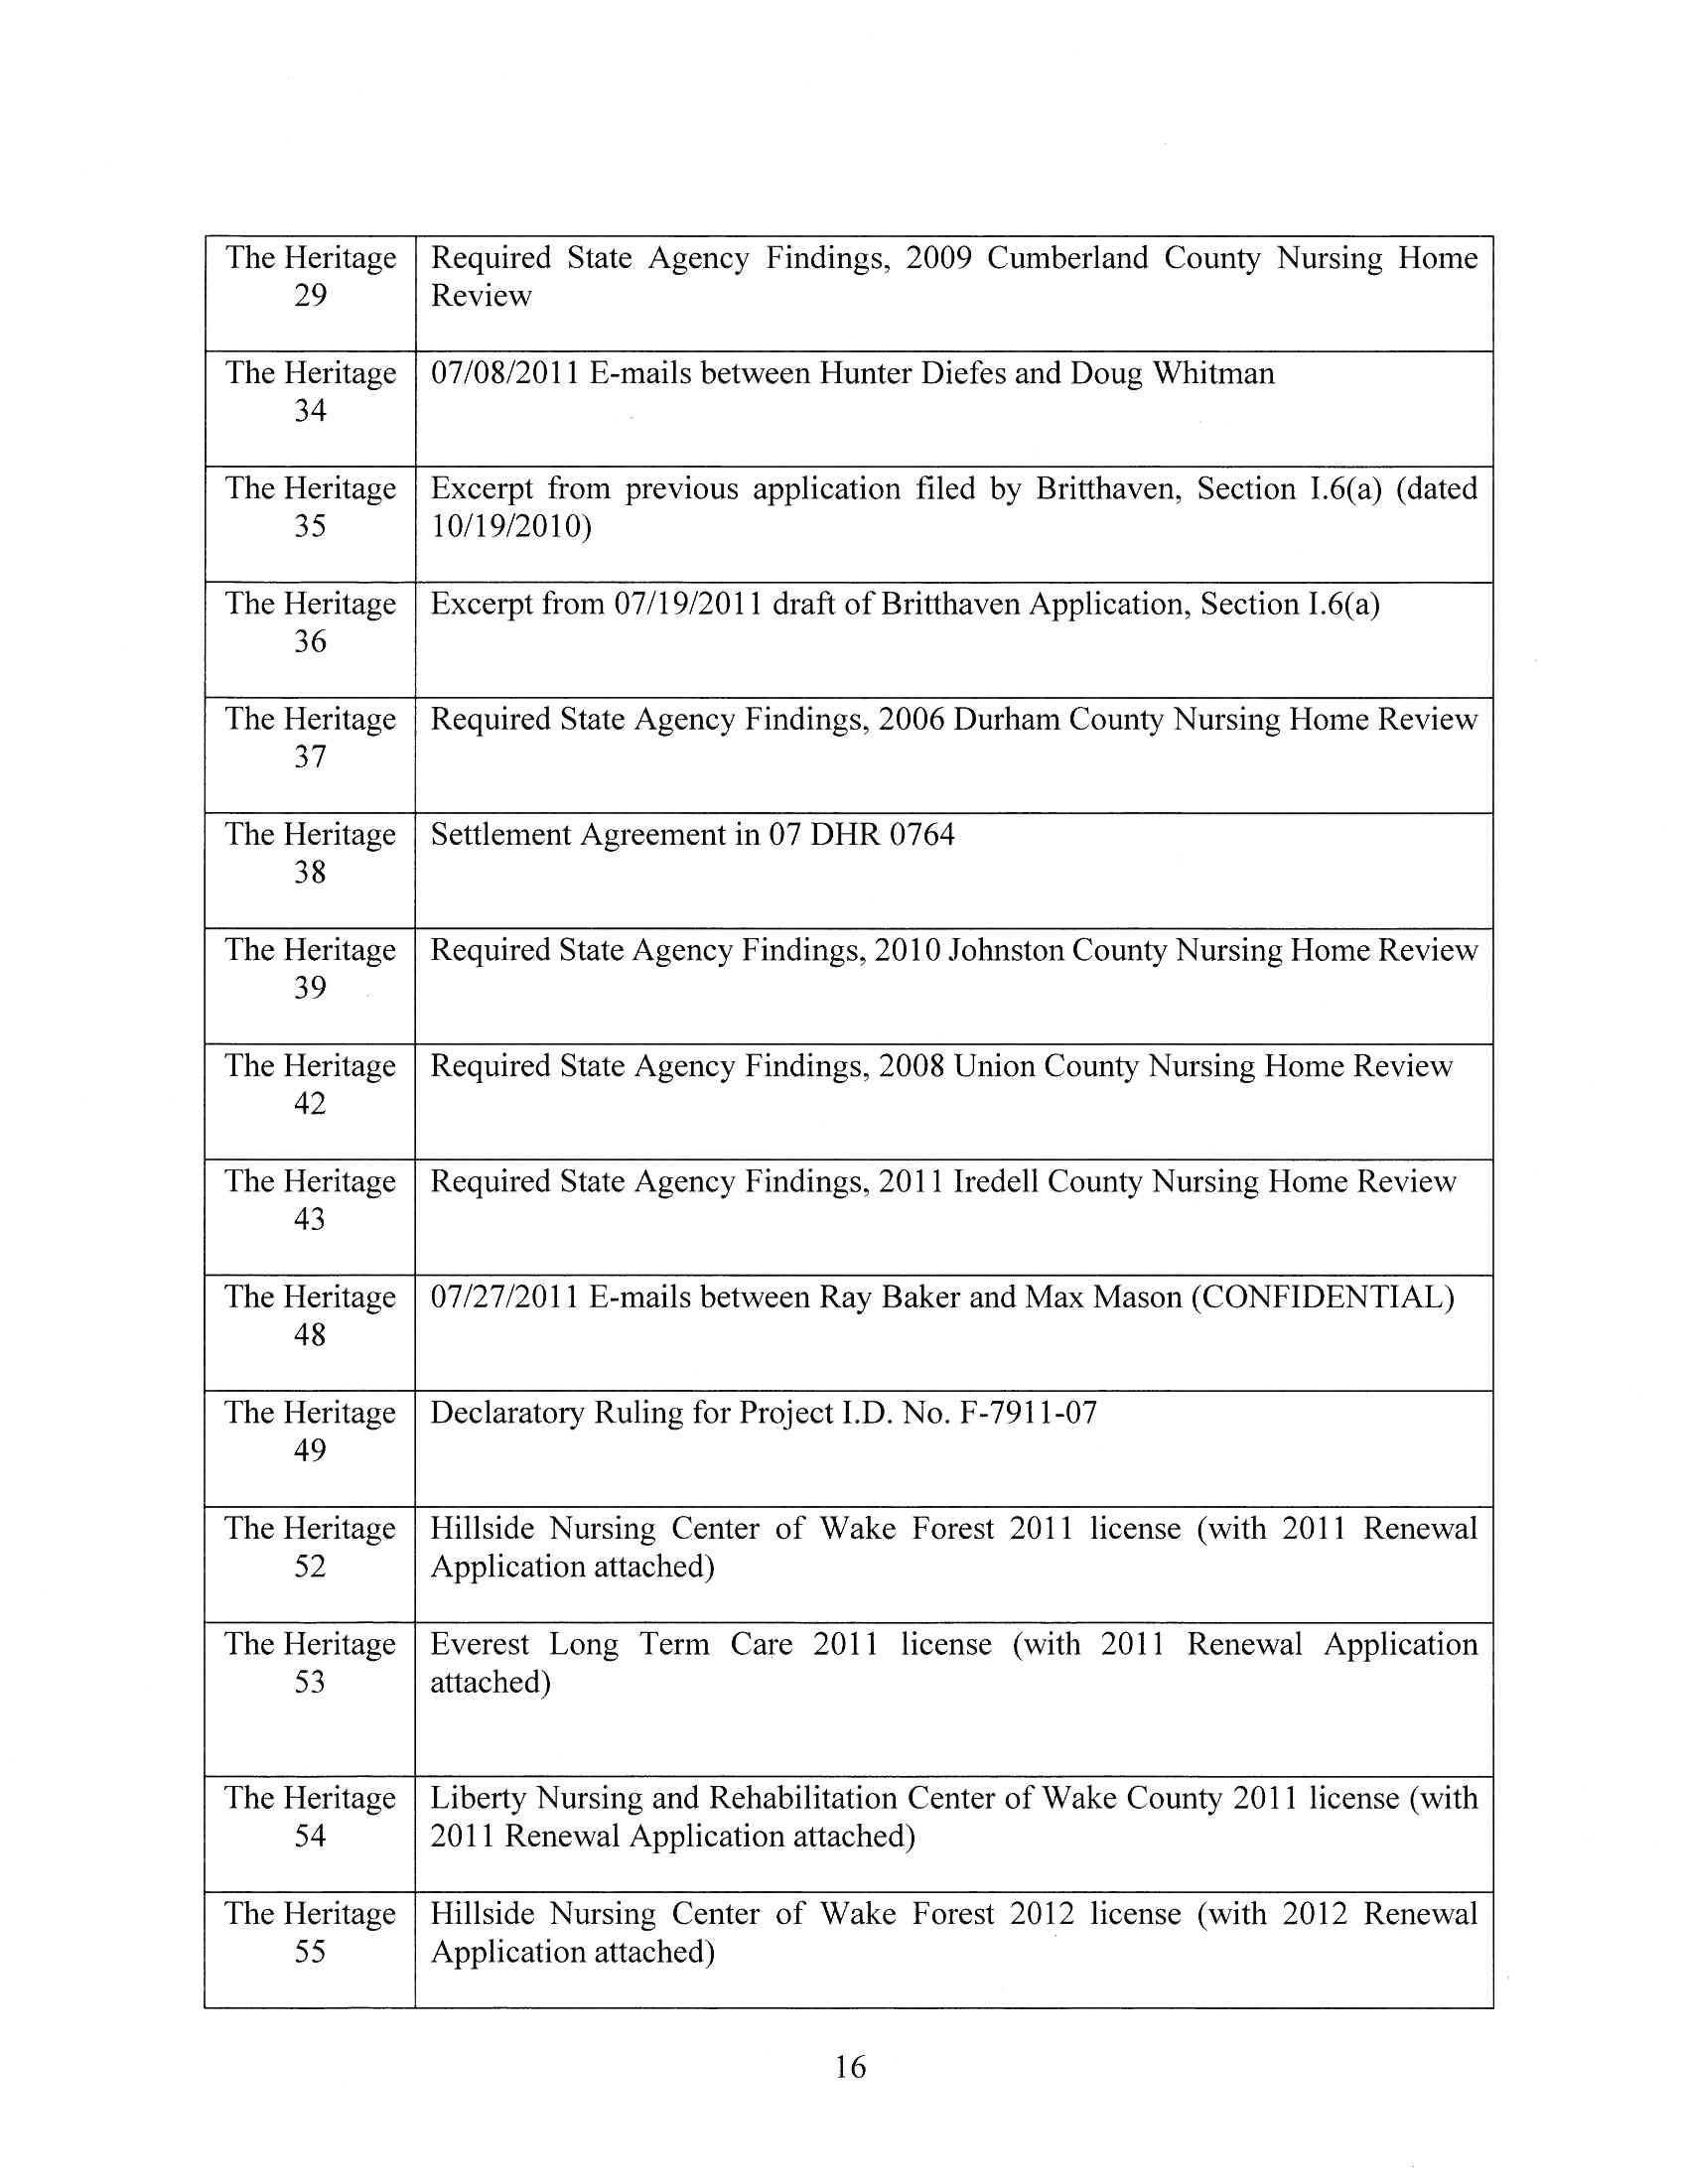 The Heritage Required State Agency Findings, 2009 Cumberland County Nursing Home
29 Review
The Heritage 07/08/2011 E-mails between Hunter Diefes and Doug Whitman
34
The Heritage Excerpt from previous application filed by Britthaven, Section I.6(a) (dated
35 10/19/2010)
The Heritage Excerpt from 07/19/2011 draft of Britthaven Application, Section I.6(a)
36
The Heritage Required State Agency Findings, 2006 Durham County Nursing Home Review
37
The Heritage Settlement Agreement in 07 DHR 0764
38
The Heritage Required State Agency Findings, 2010 Johnston County Nursing Home Review
39
The Heritage Required State Agency Findings, 2008 Union County Nursing Home Review
42
The Heritage Required State Agency Findings, 2011 Iredell County Nursing Home Review
43
The Heritage 07/27/2011 E-mails between Ray Baker and Max Mason (CONFIDENTIAL)
48
The Heritage Declaratory Ruling for Project I.D. No. F-7911-07
49
The Heritage Hillside Nursing Center of Wake Forest 2011 license (with 2011 Renewal
52 Application attached)
The Heritage Everest Long Term Care 2011 license (with 2011 Renewal Application
53 attached)
The Heritage Liberty Nursing and Rehabilitation Center of Wake County 2011 license (with
54 2011 Renewal Application attached)
The Heritage Hillside Nursing Center of Wake Forest 2012 license (with 2012 Renewal
55 Application attached)
16